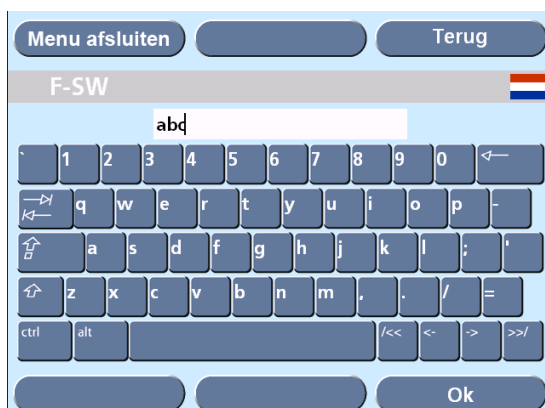 Menu afsluiten Terug
F-SW
abc
` 1 2 3 4 5 6 7 8 9 0
q w e r t y u i o p -
a s d f g h j k l ; '
z x c v b n m , . / =
ctrl alt /<< <- -> >>/
Ok